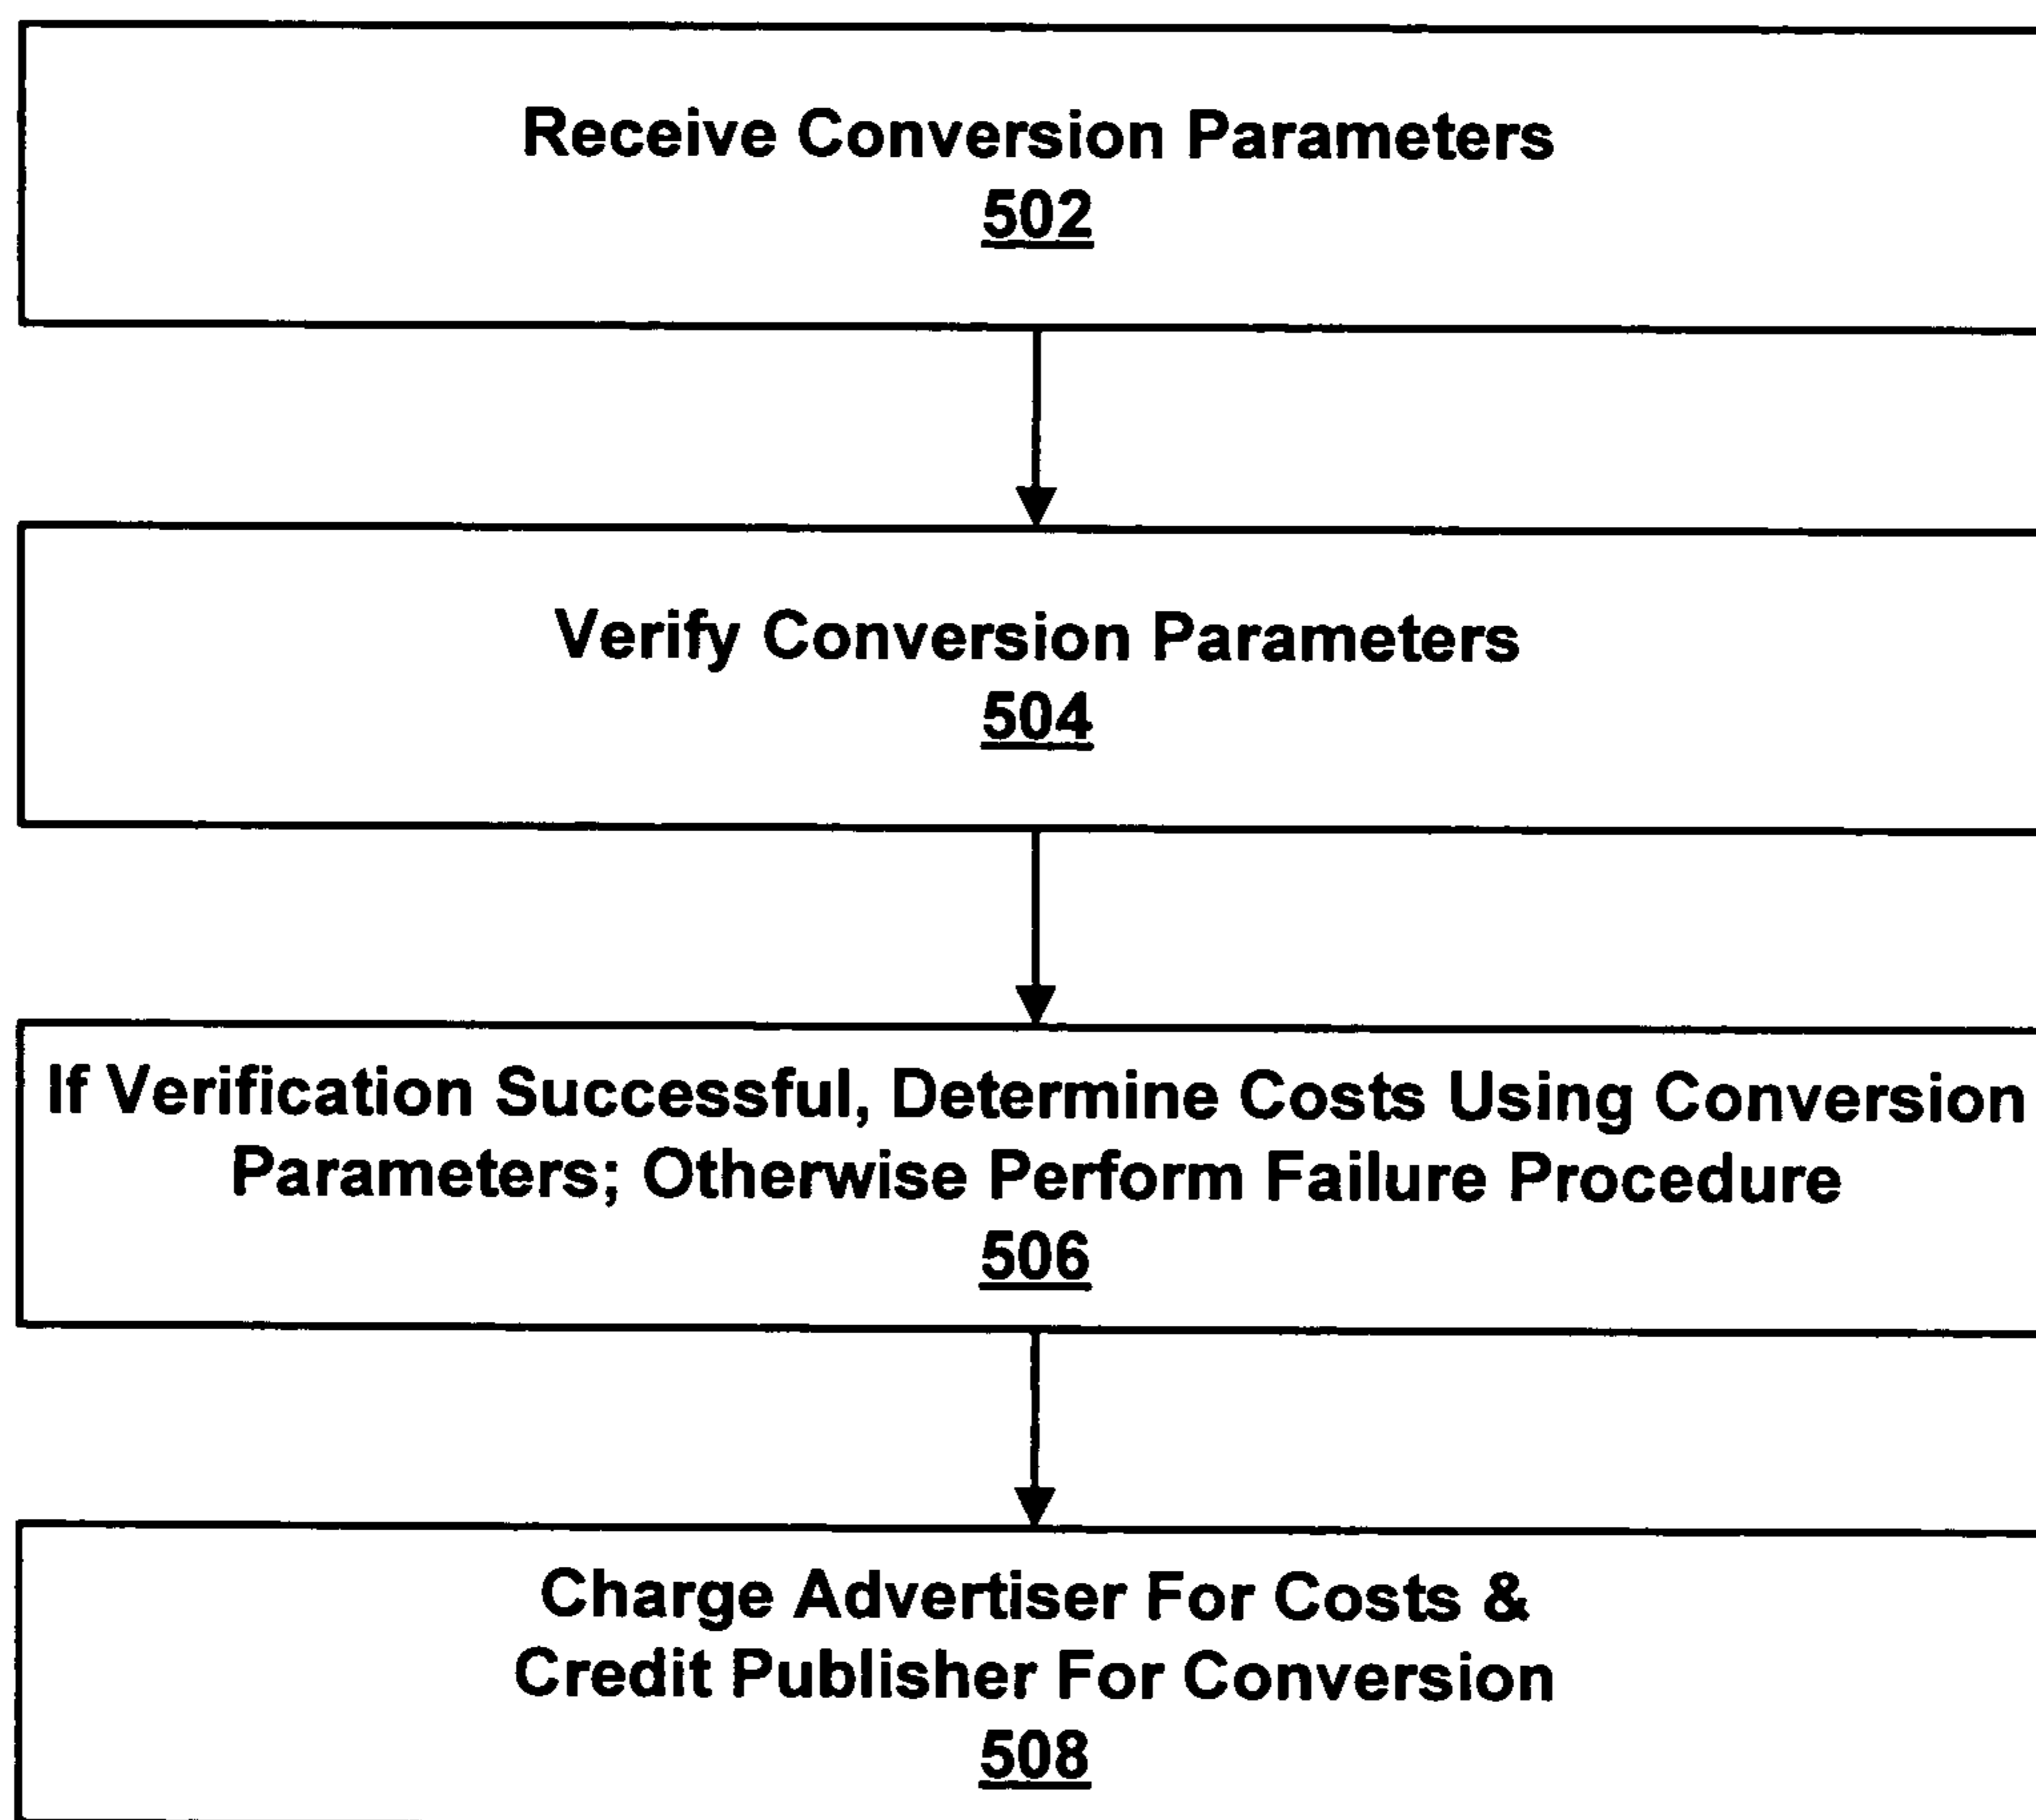 Receive Conversion Parameters
502
Verify Conversion Parameters
504
If Verification Successful, Determine Costs Using Conversion
Parameters; Otherwise Perform Failure Procedure
506
Charge Advertiser For Costs &
Credit Publisher For Conversion
508